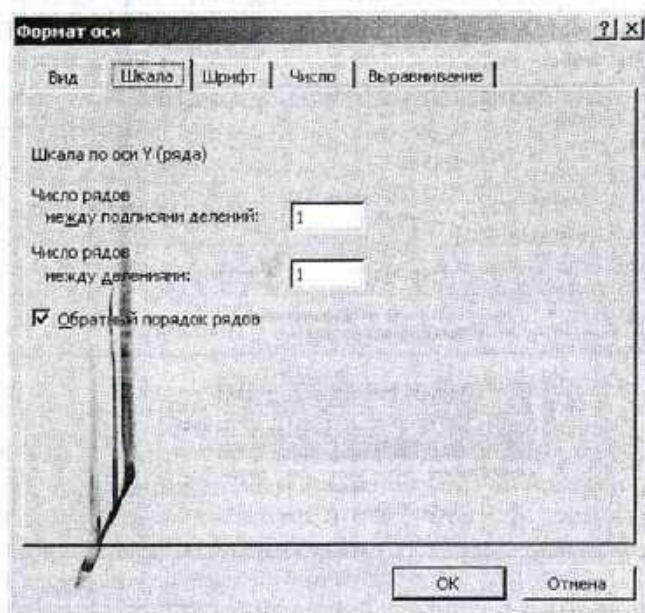 Формат оси ? ×
Вид Шкала Шрифт Число Выравнивание
Шкала по оси Y (ряда)
Число рядов
между подписями делений: 1
Число рядов
между делениями: 1
Обратный порядок рядов
ОК Отмена